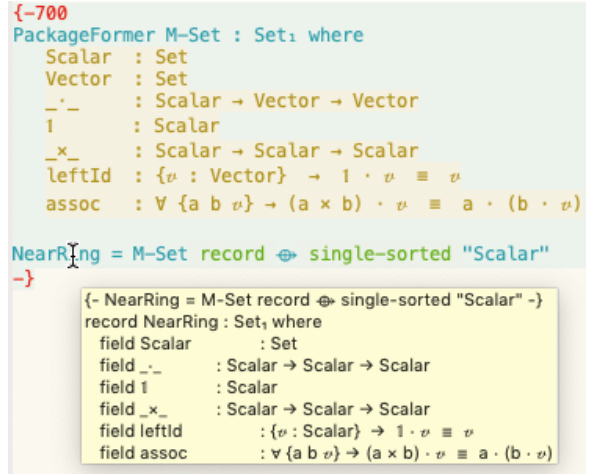 {-700
PackageFormer M-Set : Set₁ where
Scalar : Set
Vector : Set
_·_ : Scalar → Vector → Vector
𝟙 : Scalar
_×_ : Scalar → Scalar → Scalar
leftId : {𝓋 : Vector} → 𝟙 · 𝓋 ≡ 𝓋
assoc : ∀ {a b 𝓋} → (a × b) · 𝓋 ≡ a · (b · 𝓋)
NearRing = M-Set record ⟴ single-sorted "Scalar"
-}
{- NearRing = M-Set record ⟴ single-sorted "Scalar" -}
record NearRing : Set₁ where
field Scalar : Set
field _·_ : Scalar → Scalar → Scalar
field 𝟙 : Scalar
field _×_ : Scalar → Scalar → Scalar
field leftId : {𝓋 : Scalar} → 𝟙 · 𝓋 ≡ 𝓋
field assoc : ∀ {a b 𝓋} → (a × b) · 𝓋 ≡ a · (b · 𝓋)